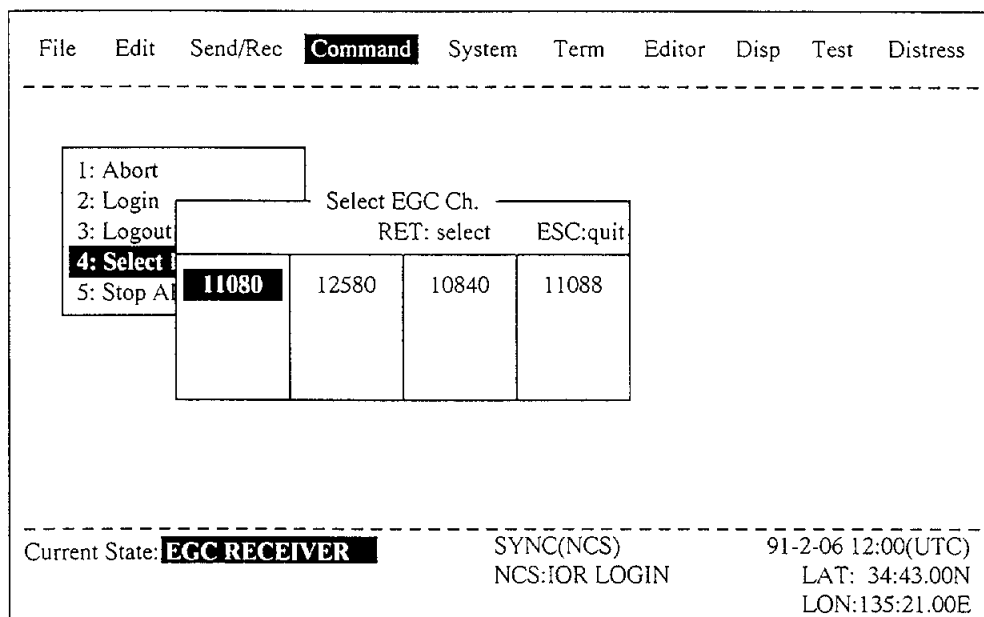 File Edit Send/Rec Command System Term Editor Disp Test Distress
1: Abort
2: Login
3: Logout
4: Select
5: Stop
Select EGC Ch.
RET: select ESC:quit
11080 12580 10840 11088
Current State: EGC RECEIVER
SYNC(NCS)
NCS:IOR LOGIN
91-2-06 12:00(UTC)
LAT: 34:43.00N
LON:135:21.00E